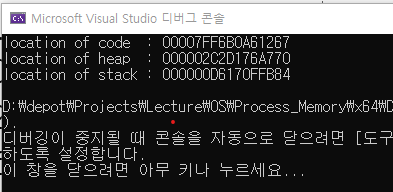 Microsoft Visual Studio 디버그 콘솔
location of code  : 00007FF6B0A61267
location of heap  : 000002C2D176A770
location of stack : 000000D6170FFB84
D:₩depot₩Projects₩Lecture₩OS₩Process_Memory₩x64₩D
).
디버깅이 중지될 때 콘솔을 자동으로 닫으려면 [도구
하도록 설정합니다.
이 창을 닫으려면 아무 키나 누르세요...